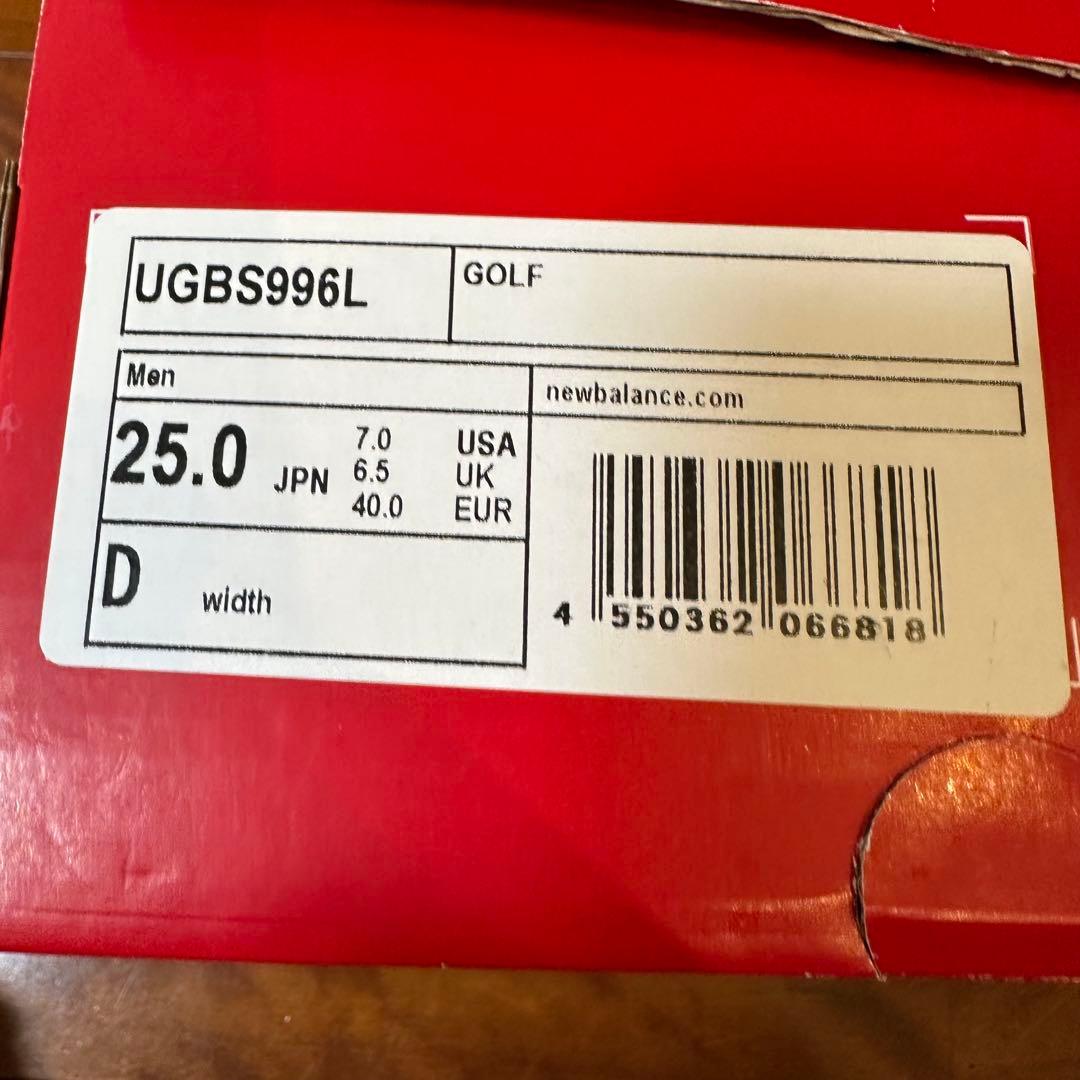 UGBS996L
GOLF
Men
25.0 JPN
7.0 USA
6.5 UK
40.0 EUR
D width
newbalance.com
4 550362 066818